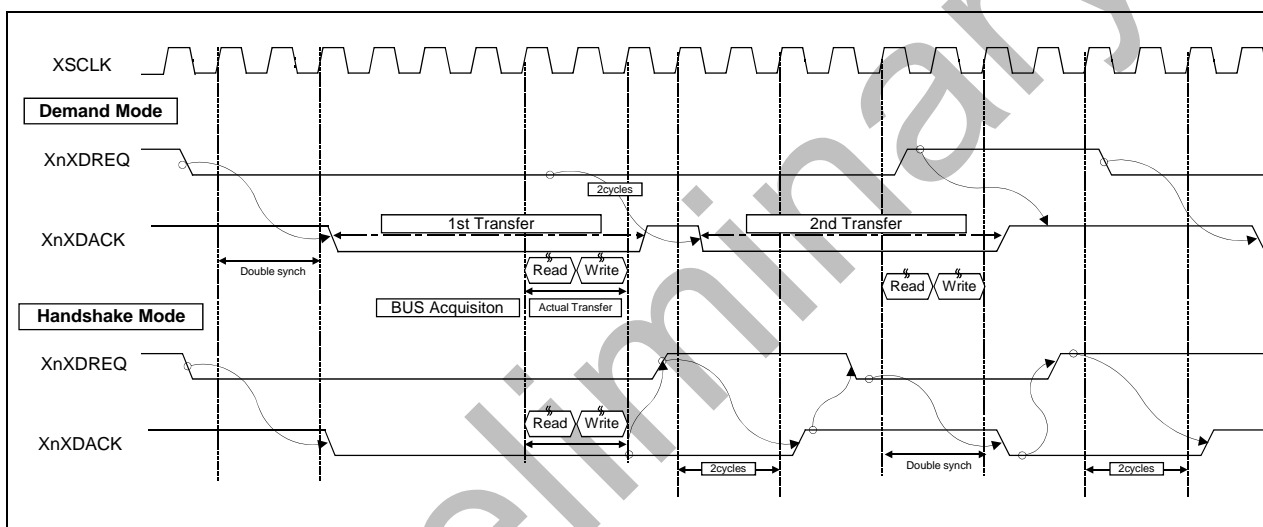 XSCLK
Demand Mode
XnXDREQ
2cycles
XnXDACK
1st Transfer
2nd Transfer
Double synch
Read Write
Read Write
BUS Acquisiton
Actual Transfer
Handshake Mode
XnXDREQ
Read Write
XnXDACK
2cycles
Double synch
2cycles
Preliminary